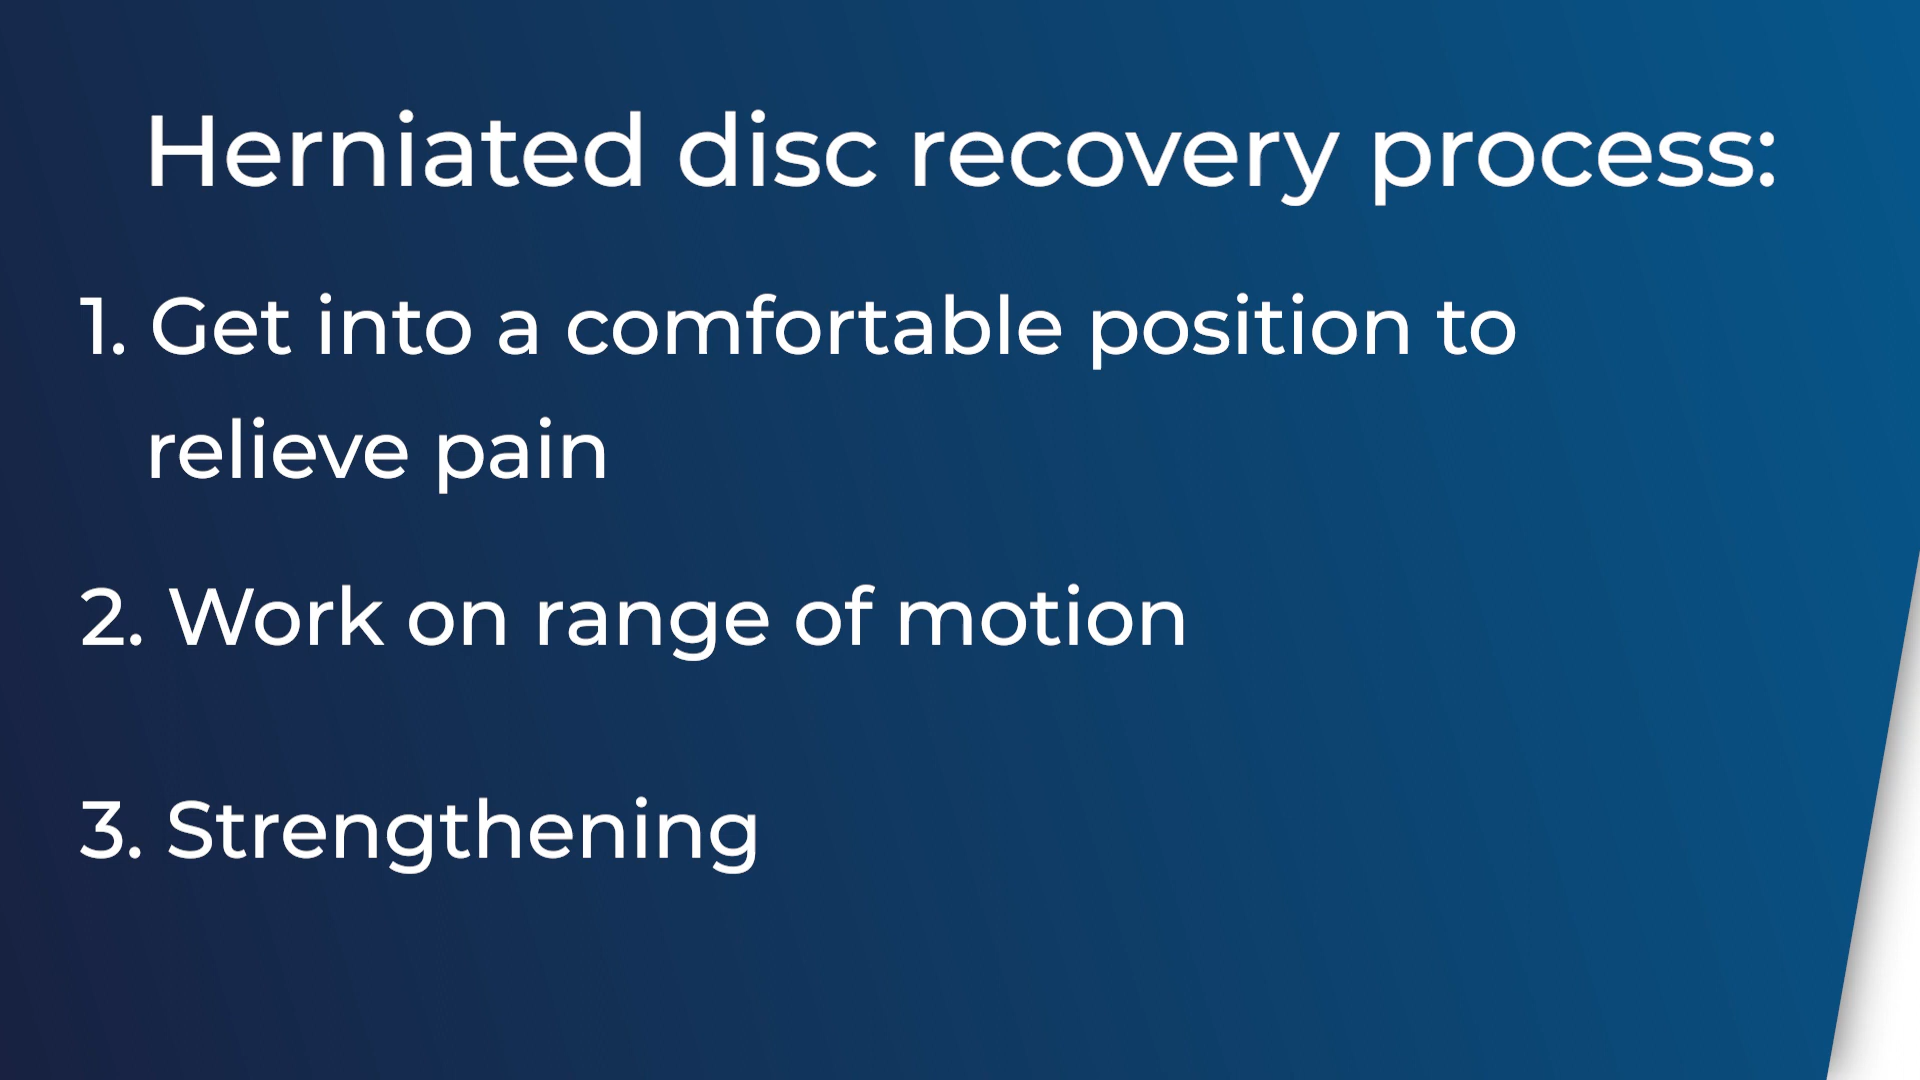 Herniated disc recovery process:
1. Get into a comfortable position to
relieve pain
2. Work on range of motion
3. Strengthening